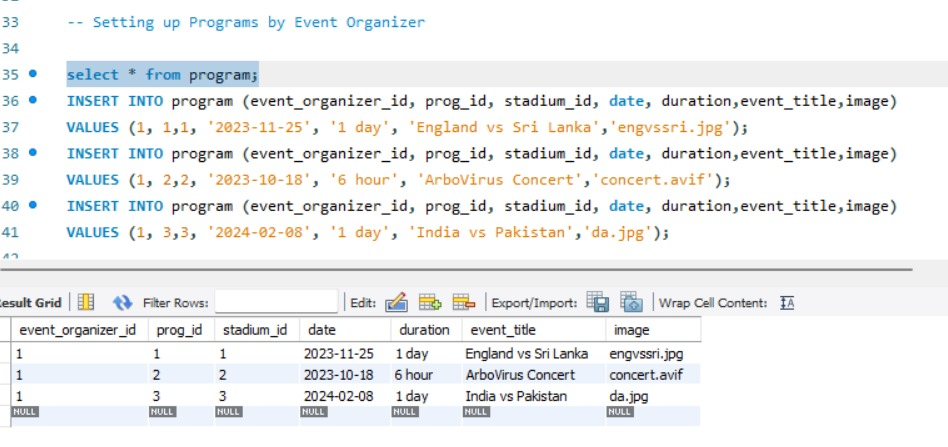 33 -- Setting up Programs by Event Organizer
34
35 select * from program;
36 INSERT INTO program (event_organizer_id, prog_id, stadium_id, date, duration,event_title,image)
37 VALUES (1, 1,1, '2023-11-25', '1 day', 'England vs Sri Lanka','engvssri.jpg');
38 INSERT INTO program (event_organizer_id, prog_id, stadium_id, date, duration,event_title,image)
39 VALUES (1, 2,2, '2023-10-18', '6 hour', 'ArboVirus Concert','concert.avif');
40 INSERT INTO program (event_organizer_id, prog_id, stadium_id, date, duration,event_title,image)
41 VALUES (1, 3,3, '2024-02-08', '1 day', 'India vs Pakistan','da.jpg');
Result Grid Filter Rows: Edit: Export/Import: Wrap Cell Content: IA
event_organizer_id prog_id stadium_id date duration event_title image
1 1 1 2023-11-25 1 day England vs Sri Lanka engvssri.jpg
1 2 2 2023-10-18 6 hour ArboVirus Concert concert.avif
1 3 3 2024-02-08 1 day India vs Pakistan da.jpg
NULL NULL NULL NULL NULL NULL NULL